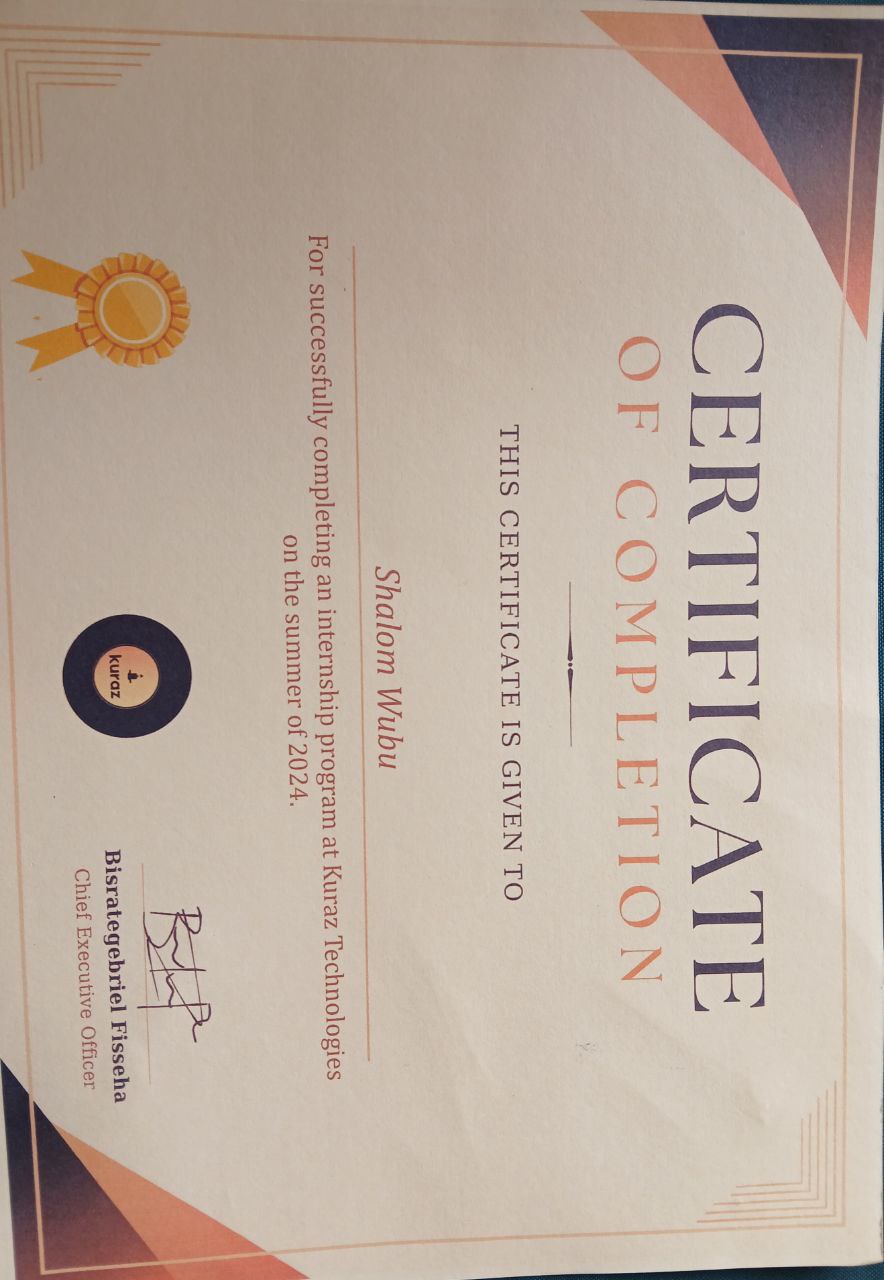 CERTIFICATE
OF COMPLETION
THIS CERTIFICATE IS GIVEN TO
Shalom Wubu
For successfully completing an internship program at Kuraz Technologies
on the summer of 2024.
kuraz
Bisrategebriel Fisseha
Chief Executive Officer